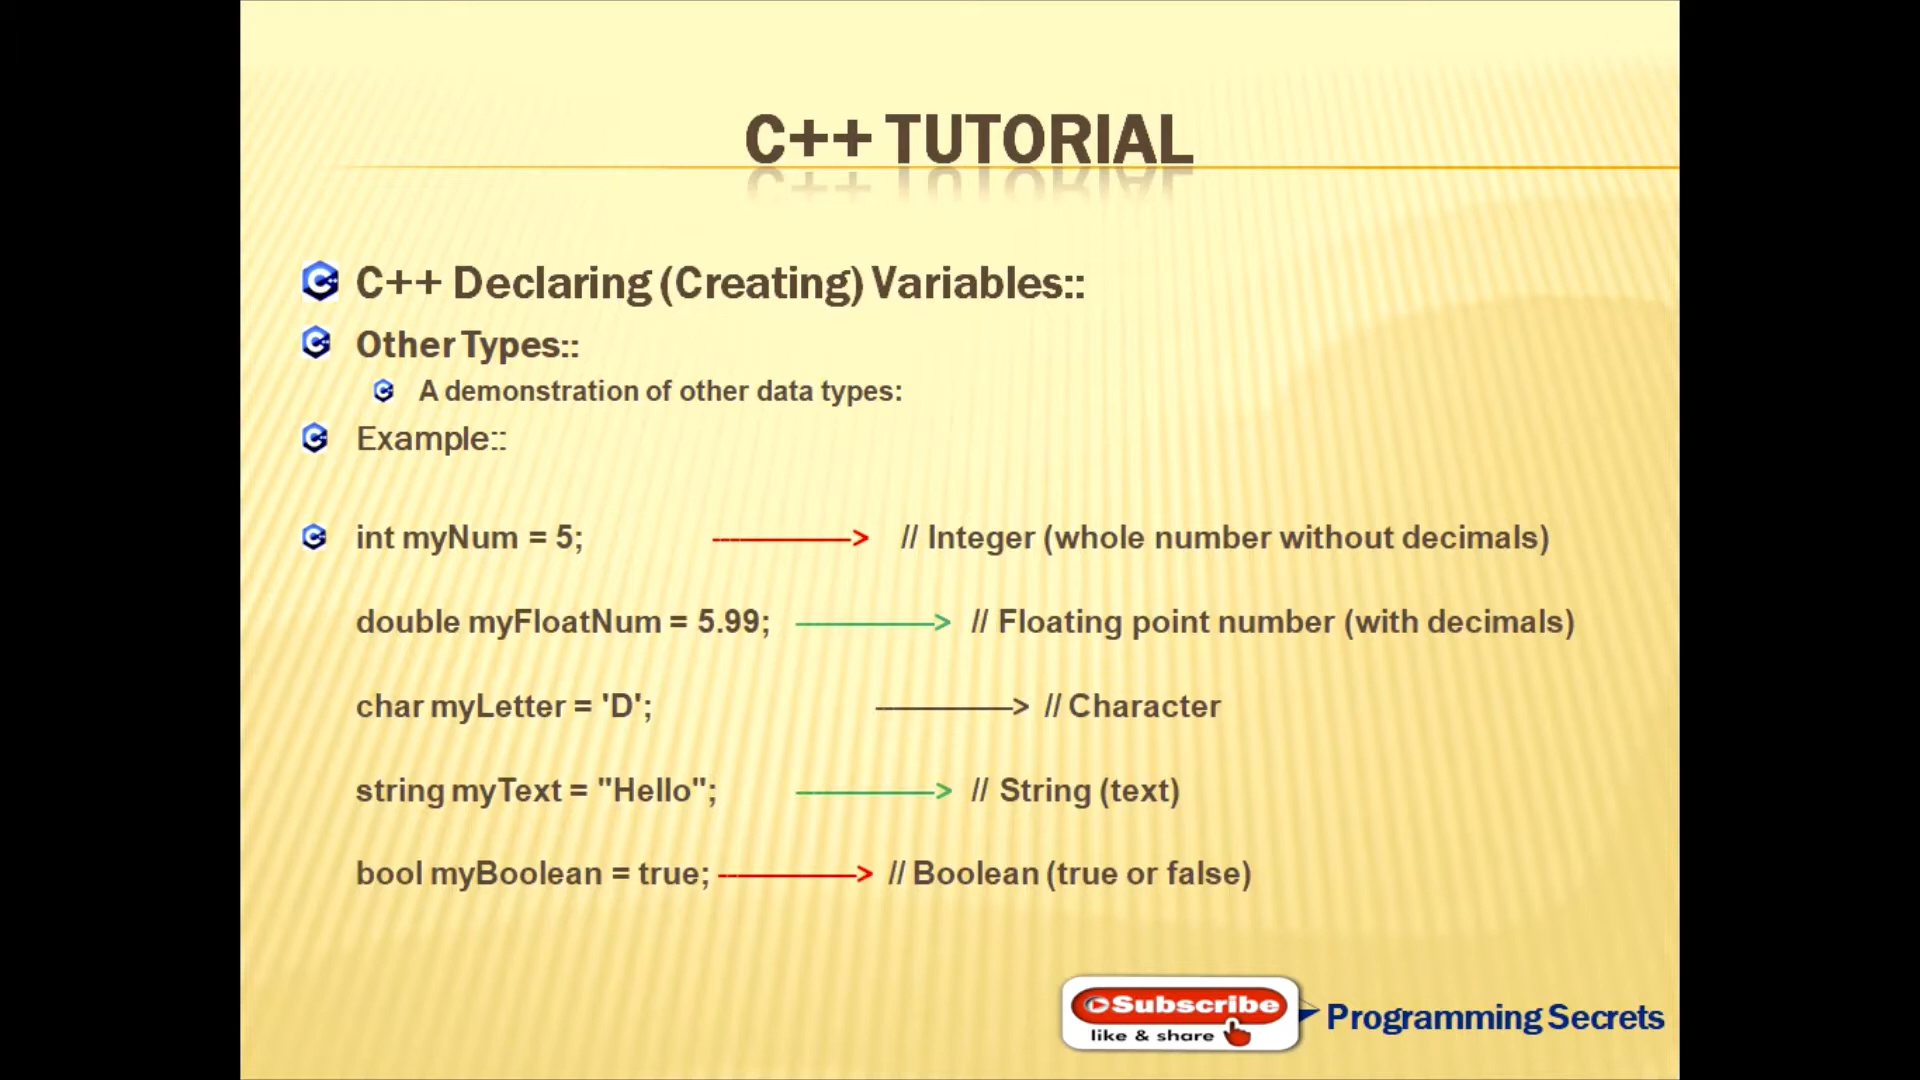 C++ TUTORIAL
C++ Declaring (Creating) Variables::
Other Types::
A demonstration of other data types:
Example::
int myNum = 5; // Integer (whole number without decimals)
double myFloatNum = 5.99; // Floating point number (with decimals)
char myLetter = 'D'; // Character
string myText = "Hello"; // String (text)
bool myBoolean = true; // Boolean (true or false)
Subscribe
like & share
Programming Secrets